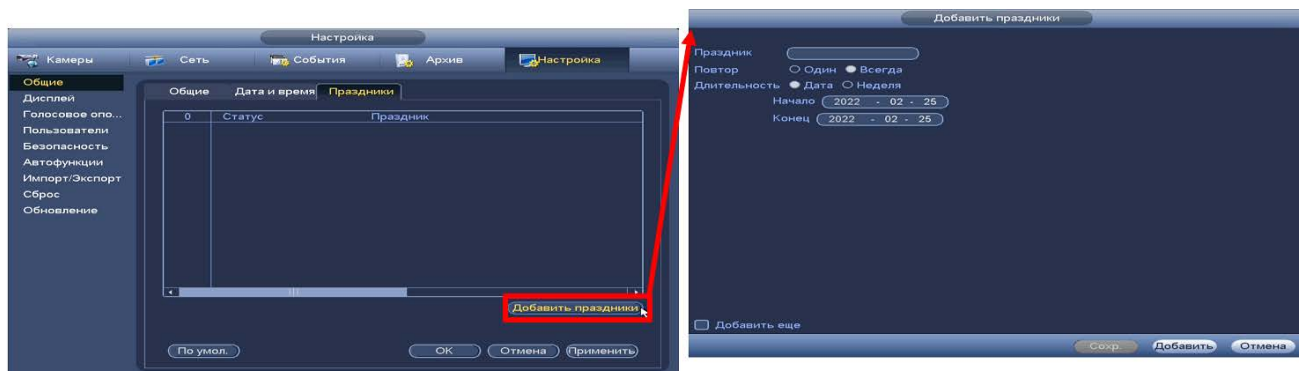 Настройка
Камеры Сеть События Архив Настройка
Общие
Дисплей
Голосовое опо...
Пользователи
Безопасность
Автофункции
Импорт/Экспорт
Сброс
Обновление
Общие Дата и время Праздники
0 Статус Праздник
Добавить праздники
По умол. OK Отмена Применить
Добавить праздники
Праздник
Повтор Один Всегда
Длительность Дата Неделя
Начало 2022 - 02 - 25
Конец 2022 - 02 - 25
Добавить еще
Сохр. Добавить Отмена